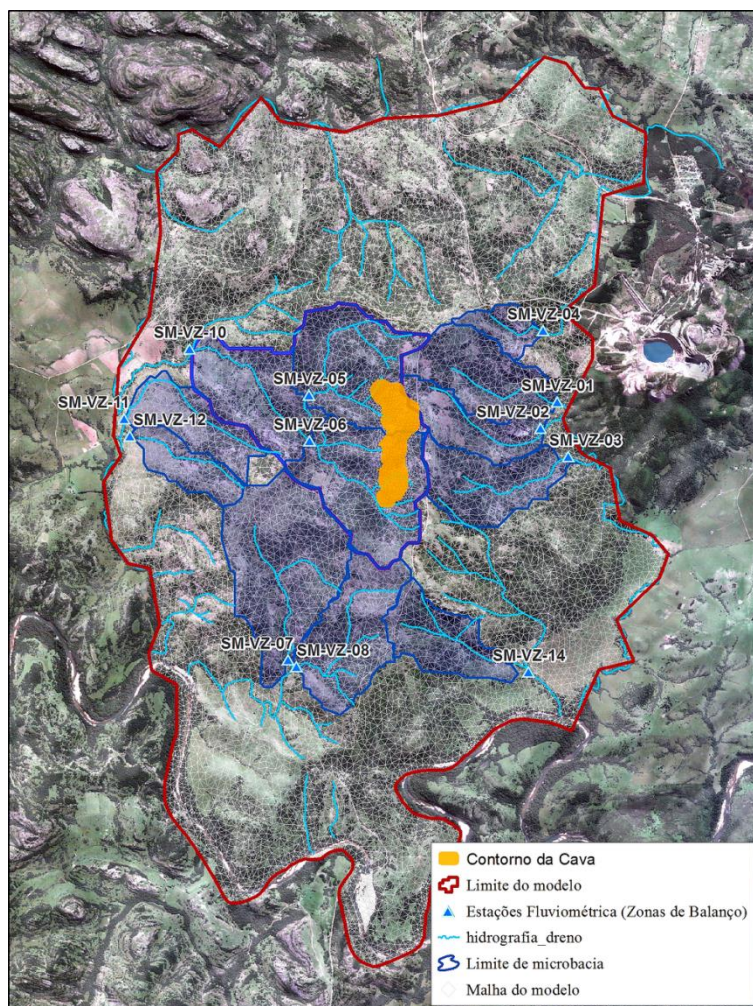 SM-VZ-04
SM-VZ-10
SM-VZ-05
SM-VZ-01
SM-VZ-11
SM-VZ-02
SM-VZ-12
SM-VZ-06
SM-VZ-03
SM-VZ-07
SM-VZ-08
SM-VZ-14
Contorno da Cava
Limite do modelo
Estações Fluviométrica (Zonas de Balanço)
hidrografia_dreno
Limite de microbacia
Malha do modelo